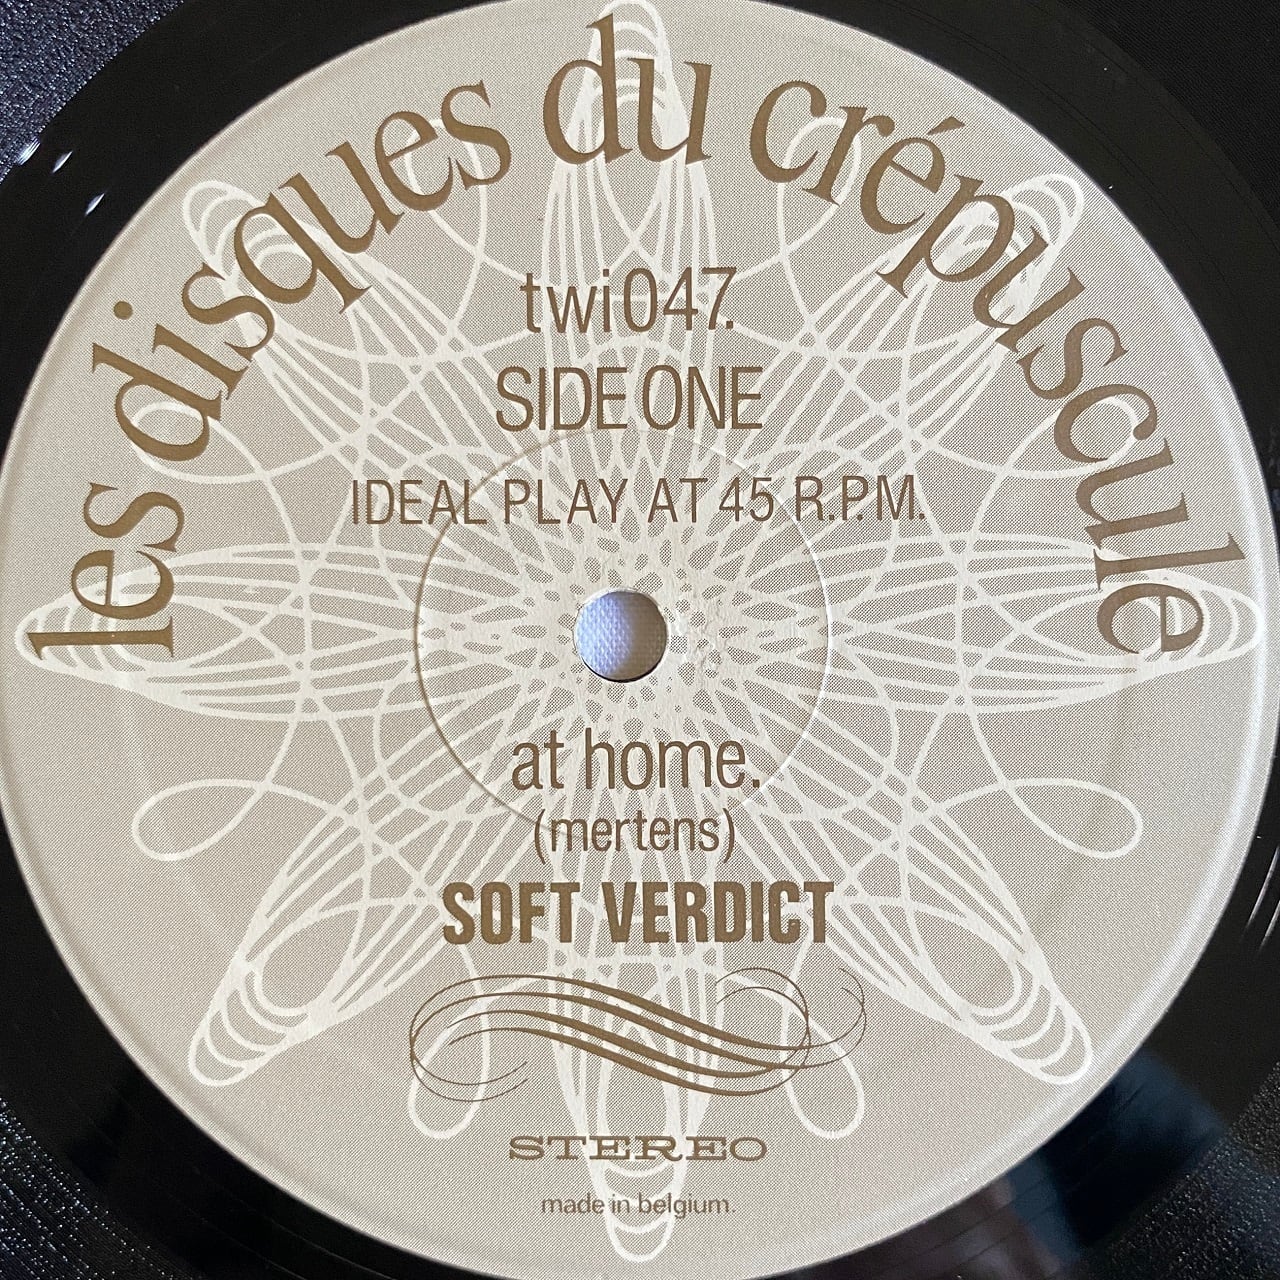 les disques du crépuscule
twi 047.
SIDE ONE
IDEAL PLAY AT 45 R.P.M.
at home.
(mertens)
SOFT VERDICT
STEREO
made in belgium.